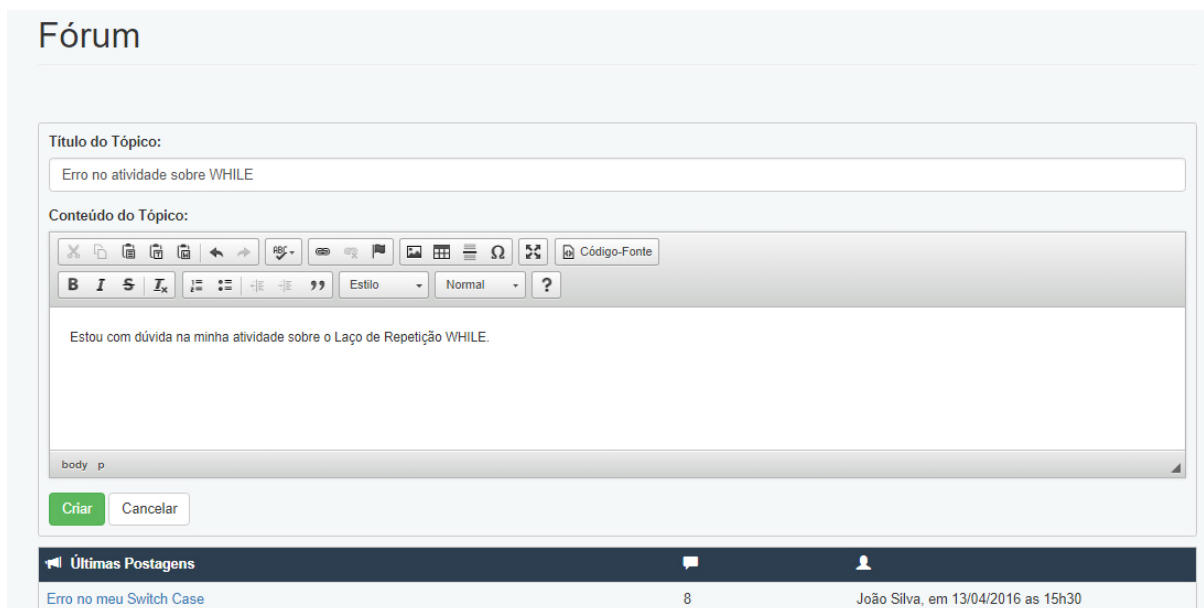 Fórum
Título do Tópico:
Erro no atividade sobre WHILE
Conteúdo do Tópico:
ABC Ω Código-Fonte
B I S Ix Estilo Normal ?
Estou com dúvida na minha atividade sobre o Laço de Repetição WHILE.
body p
Criar Cancelar
Últimas Postagens
Erro no meu Switch Case 8 João Silva, em 13/04/2016 as 15h30